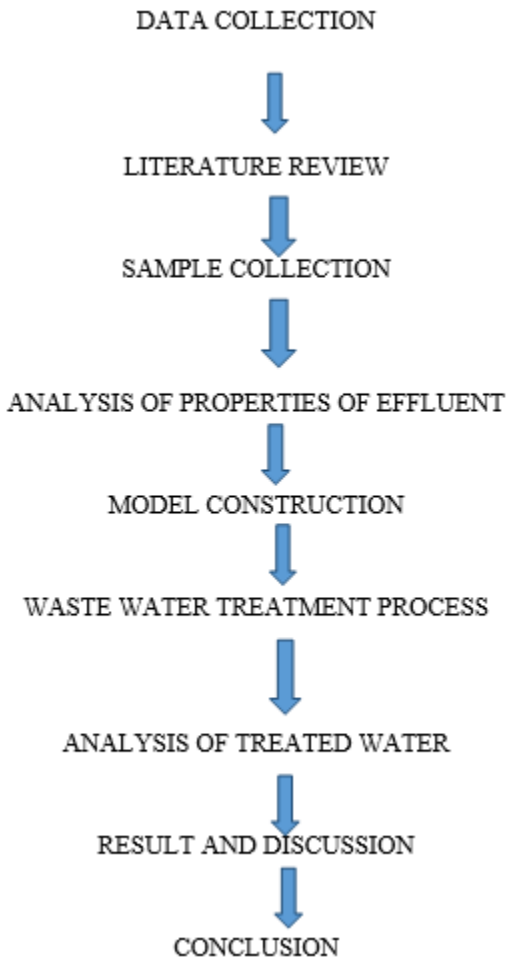 DATA COLLECTION
LITERATURE REVIEW
SAMPLE COLLECTION
ANALYSIS OF PROPERTIES OF EFFLUENT
MODEL CONSTRUCTION
WASTE WATER TREATMENT PROCESS
ANALYSIS OF TREATED WATER
RESULT AND DISCUSSION
CONCLUSION